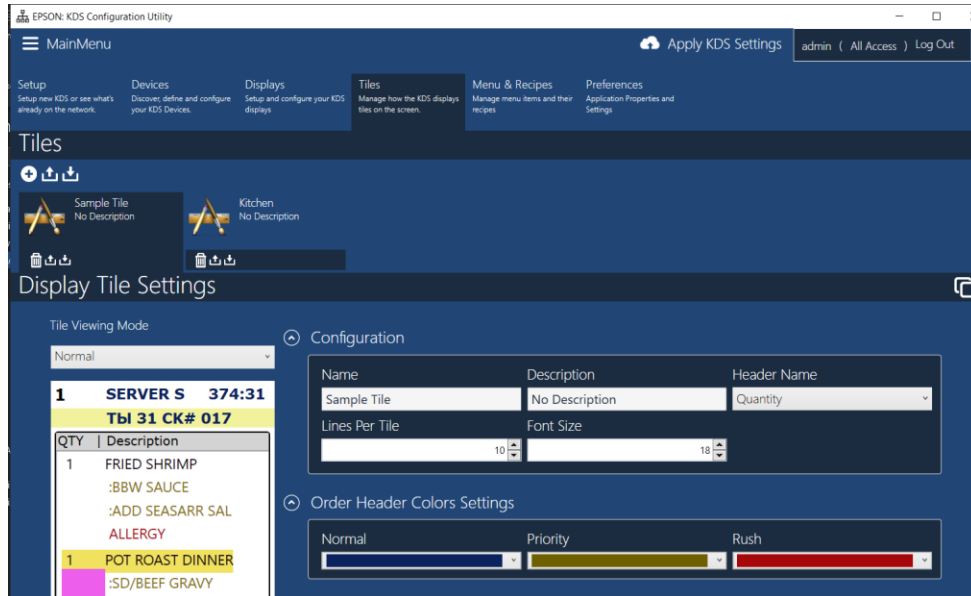 EPSON: KDS Configuration Utility
MainMenu
Apply KDS Settings
admin ( All Access ) Log Out
Setup
Setup new KDS or see what's
already on the network.
Devices
Discover, define and configure
your KDS Devices.
Displays
Setup and configure your KDS
displays
Tiles
Manage how the KDS displays
tiles on the screen.
Menu & Recipes
Manage menu items and their
recipes
Preferences
Application Properties and
Settings
Tiles
Sample Tile
No Description
Kitchen
No Description
Display Tile Settings
Tile Viewing Mode
Normal
1 SERVER S 374:31
Tbl 31 CK# 017
QTY | Description
1 FRIED SHRIMP
:BBW SAUCE
:ADD SEASARR SAL
ALLERGY
1 POT ROAST DINNER
:SD/BEEF GRAVY
Configuration
Name
Sample Tile
Description
No Description
Header Name
Quantity
Lines Per Tile
10
Font Size
18
Order Header Colors Settings
Normal
Priority
Rush